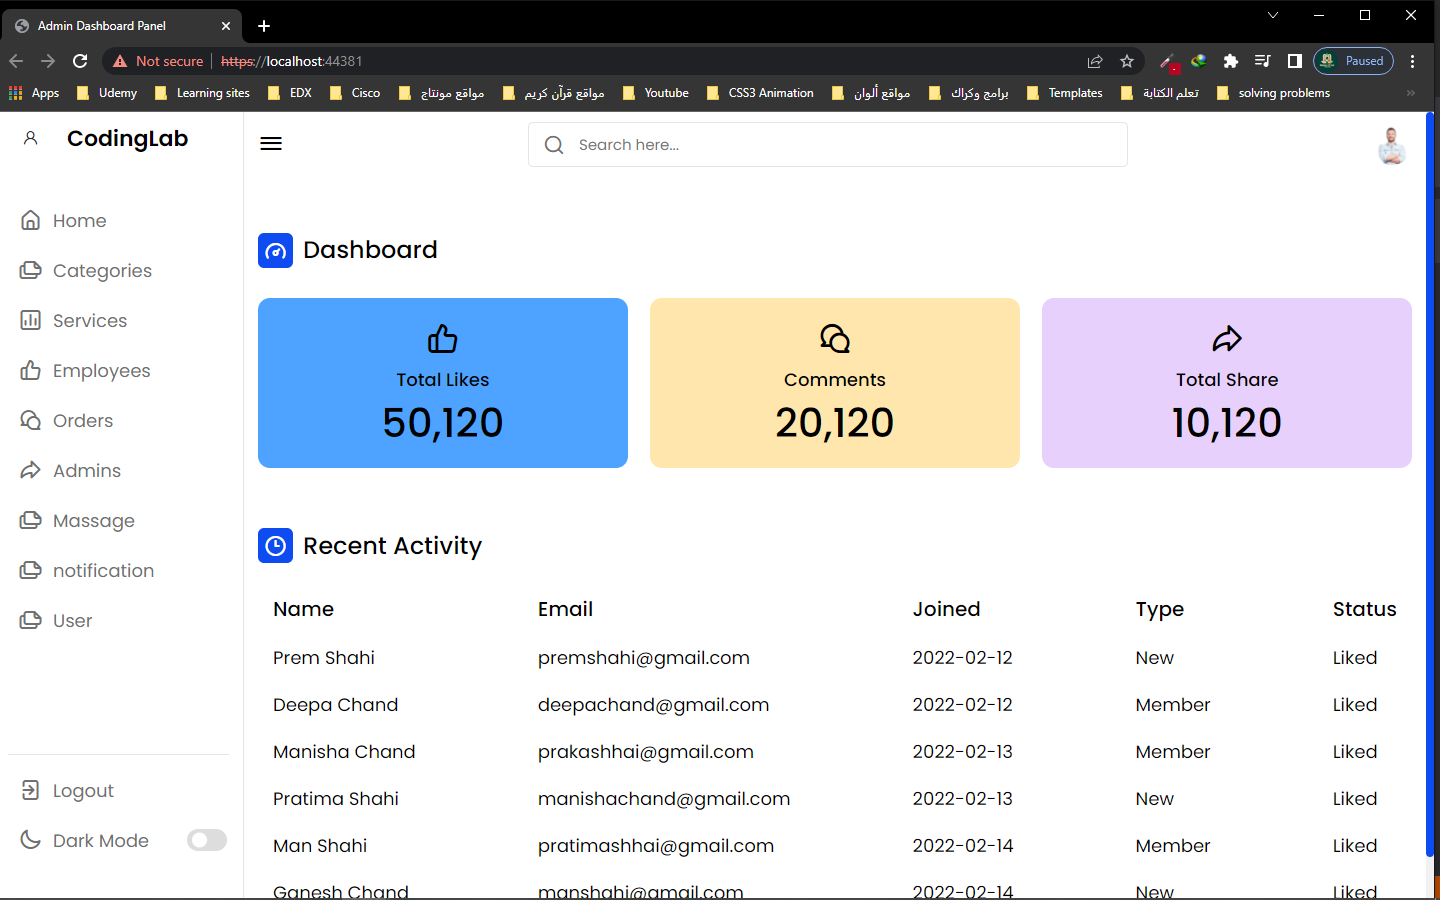 Admin Dashboard Panel
Not secure https://localhost:44381 Paused
Apps Udemy Learning sites EDX Cisco مواقع مونتاج مواقع قرآن كريم Youtube CSS3 Animation مواقع ألوان برامج وكراك Templates تعلم الكتابة solving problems
CodingLab
Search here...
Home
Categories
Services
Employees
Orders
Admins
Massage
notification
User
Logout
Dark Mode
Dashboard
Total Likes
50,120
Comments
20,120
Total Share
10,120
Recent Activity
Name Email Joined Type Status
Prem Shahi premshahi@gmail.com 2022-02-12 New Liked
Deepa Chand deepachand@gmail.com 2022-02-12 Member Liked
Manisha Chand prakashhai@gmail.com 2022-02-13 Member Liked
Pratima Shahi manishachand@gmail.com 2022-02-13 New Liked
Man Shahi pratimashhai@gmail.com 2022-02-14 Member Liked
Ganesh Chand manshahi@gmail.com 2022-02-14 New Liked